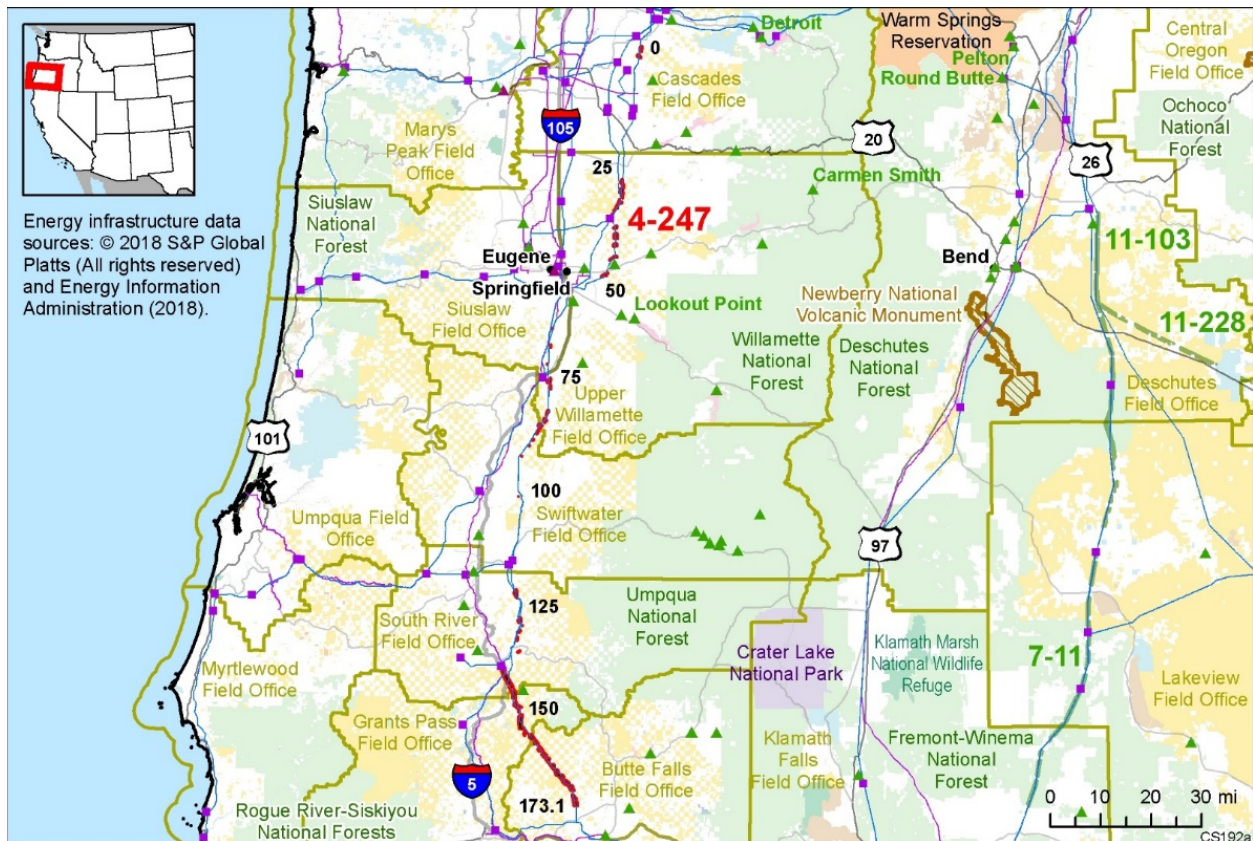 Detroit
Warm Springs
Reservation
Central
Oregon
Field Office
0
Pelton
Round Butte
Cascades
Field Office
Ochoco
National
Forest
105
20
26
Marys
Peak Field
Office
25
Carmen Smith
Siuslaw
National
Forest
4-247
11-103
Energy infrastructure data
sources: © 2018 S&P Global
Platts (All rights reserved)
and Energy Information
Administration (2018).
Eugene
Springfield
Bend
50
Newberry National
Volcanic Monument
Lookout Point
11-228
Siuslaw
Field Office
Willamette
National
Forest
Deschutes
National
Forest
75
Upper
Willamette
Field Office
Deschutes
Field Office
101
100
Swiftwater
Field Office
Umpqua Field
Office
97
125
Umpqua
National
Forest
South River
Field Office
Crater Lake
National Park
Klamath Marsh
National Wildlife
Refuge
7-11
Myrtlewood
Field Office
Lakeview
Field Office
150
Grants Pass
Field Office
Klamath
Falls
Field Office
Fremont-Winema
National
Forest
5
Butte Falls
Field Office
173.1
Rogue River-Siskiyou
National Forests
0 10 20 30 mi
CS192a